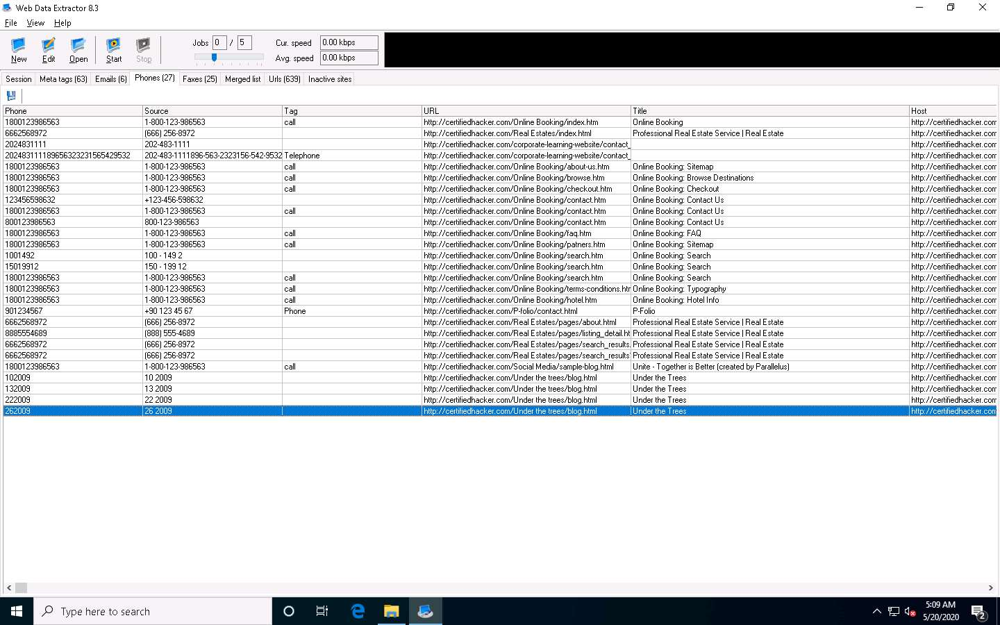 Web Data Extractor 8.3
File View Help
New Edit Open Start Stop Jobs 0 / 5 Cur. speed 0.00 kbps
Avg. speed 0.00 kbps
Session Meta tags (63) Emails (6) Phones (27) Faxes (25) Merged list Urls (639) Inactive sites
Phone Source Tag URL Title Host
1800123986563 1-800-123-986563 call http://certifiedhacker.com/Online Booking/index.htm Online Booking http://certifiedhacker.com
6662568972 (666) 256-8972 http://certifiedhacker.com/Real Estates/index.html Professional Real Estate Service | Real Estate http://certifiedhacker.com
2024831111 202-483-1111 http://certifiedhacker.com/corporate-learning-website/contact_ http://certifiedhacker.com
202483111189656323231565429532 202-483-1111896-563-2323156-542-9532 Telephone http://certifiedhacker.com/corporate-learning-website/contact_ http://certifiedhacker.com
1800123986563 1-800-123-986563 call http://certifiedhacker.com/Online Booking/about-us.htm Online Booking: Sitemap http://certifiedhacker.com
1800123986563 1-800-123-986563 call http://certifiedhacker.com/Online Booking/browse.htm Online Booking: Browse Destinations http://certifiedhacker.com
1800123986563 1-800-123-986563 call http://certifiedhacker.com/Online Booking/checkout.htm Online Booking: Checkout http://certifiedhacker.com
123456598632 +123-456-598632 http://certifiedhacker.com/Online Booking/contact.htm Online Booking: Contact Us http://certifiedhacker.com
1800123986563 1-800-123-986563 call http://certifiedhacker.com/Online Booking/contact.htm Online Booking: Contact Us http://certifiedhacker.com
800123986563 800-123-986563 http://certifiedhacker.com/Online Booking/contact.htm Online Booking: Contact Us http://certifiedhacker.com
1800123986563 1-800-123-986563 call http://certifiedhacker.com/Online Booking/faq.htm Online Booking: FAQ http://certifiedhacker.com
1800123986563 1-800-123-986563 call http://certifiedhacker.com/Online Booking/patners.htm Online Booking: Sitemap http://certifiedhacker.com
1001492 100 - 149 2 http://certifiedhacker.com/Online Booking/search.htm Online Booking: Search http://certifiedhacker.com
15019912 150 - 199 12 http://certifiedhacker.com/Online Booking/search.htm Online Booking: Search http://certifiedhacker.com
1800123986563 1-800-123-986563 call http://certifiedhacker.com/Online Booking/search.htm Online Booking: Search http://certifiedhacker.com
1800123986563 1-800-123-986563 call http://certifiedhacker.com/Online Booking/terms-conditions.htm Online Booking: Typography http://certifiedhacker.com
1800123986563 1-800-123-986563 call http://certifiedhacker.com/Online Booking/hotel.htm Online Booking: Hotel Info http://certifiedhacker.com
901234567 +90 123 45 67 Phone http://certifiedhacker.com/P-folio/contact.html P-Folio http://certifiedhacker.com
6662568972 (666) 256-8972 http://certifiedhacker.com/Real Estates/pages/about.html Professional Real Estate Service | Real Estate http://certifiedhacker.com
8885554689 (888) 555-4689 http://certifiedhacker.com/Real Estates/pages/listing_detail.ht Professional Real Estate Service | Real Estate http://certifiedhacker.com
6662568972 (666) 256-8972 http://certifiedhacker.com/Real Estates/pages/search_results. Professional Real Estate Service | Real Estate http://certifiedhacker.com
6662568972 (666) 256-8972 http://certifiedhacker.com/Real Estates/pages/search_results Professional Real Estate Service | Real Estate http://certifiedhacker.com
1800123986563 1-800-123-986563 call http://certifiedhacker.com/Social Media/sample-blog.html Unite - Together is Better (created by Parallelus) http://certifiedhacker.com
102009 10 2009 http://certifiedhacker.com/Under the trees/blog.html Under the Trees http://certifiedhacker.com
132009 13 2009 http://certifiedhacker.com/Under the trees/blog.html Under the Trees http://certifiedhacker.com
222009 22 2009 http://certifiedhacker.com/Under the trees/blog.html Under the Trees http://certifiedhacker.com
262009 26 2009 http://certifiedhacker.com/Under the trees/blog.html Under the Trees http://certifiedhacker.com
Type here to search
5:09 AM
5/20/2020
2